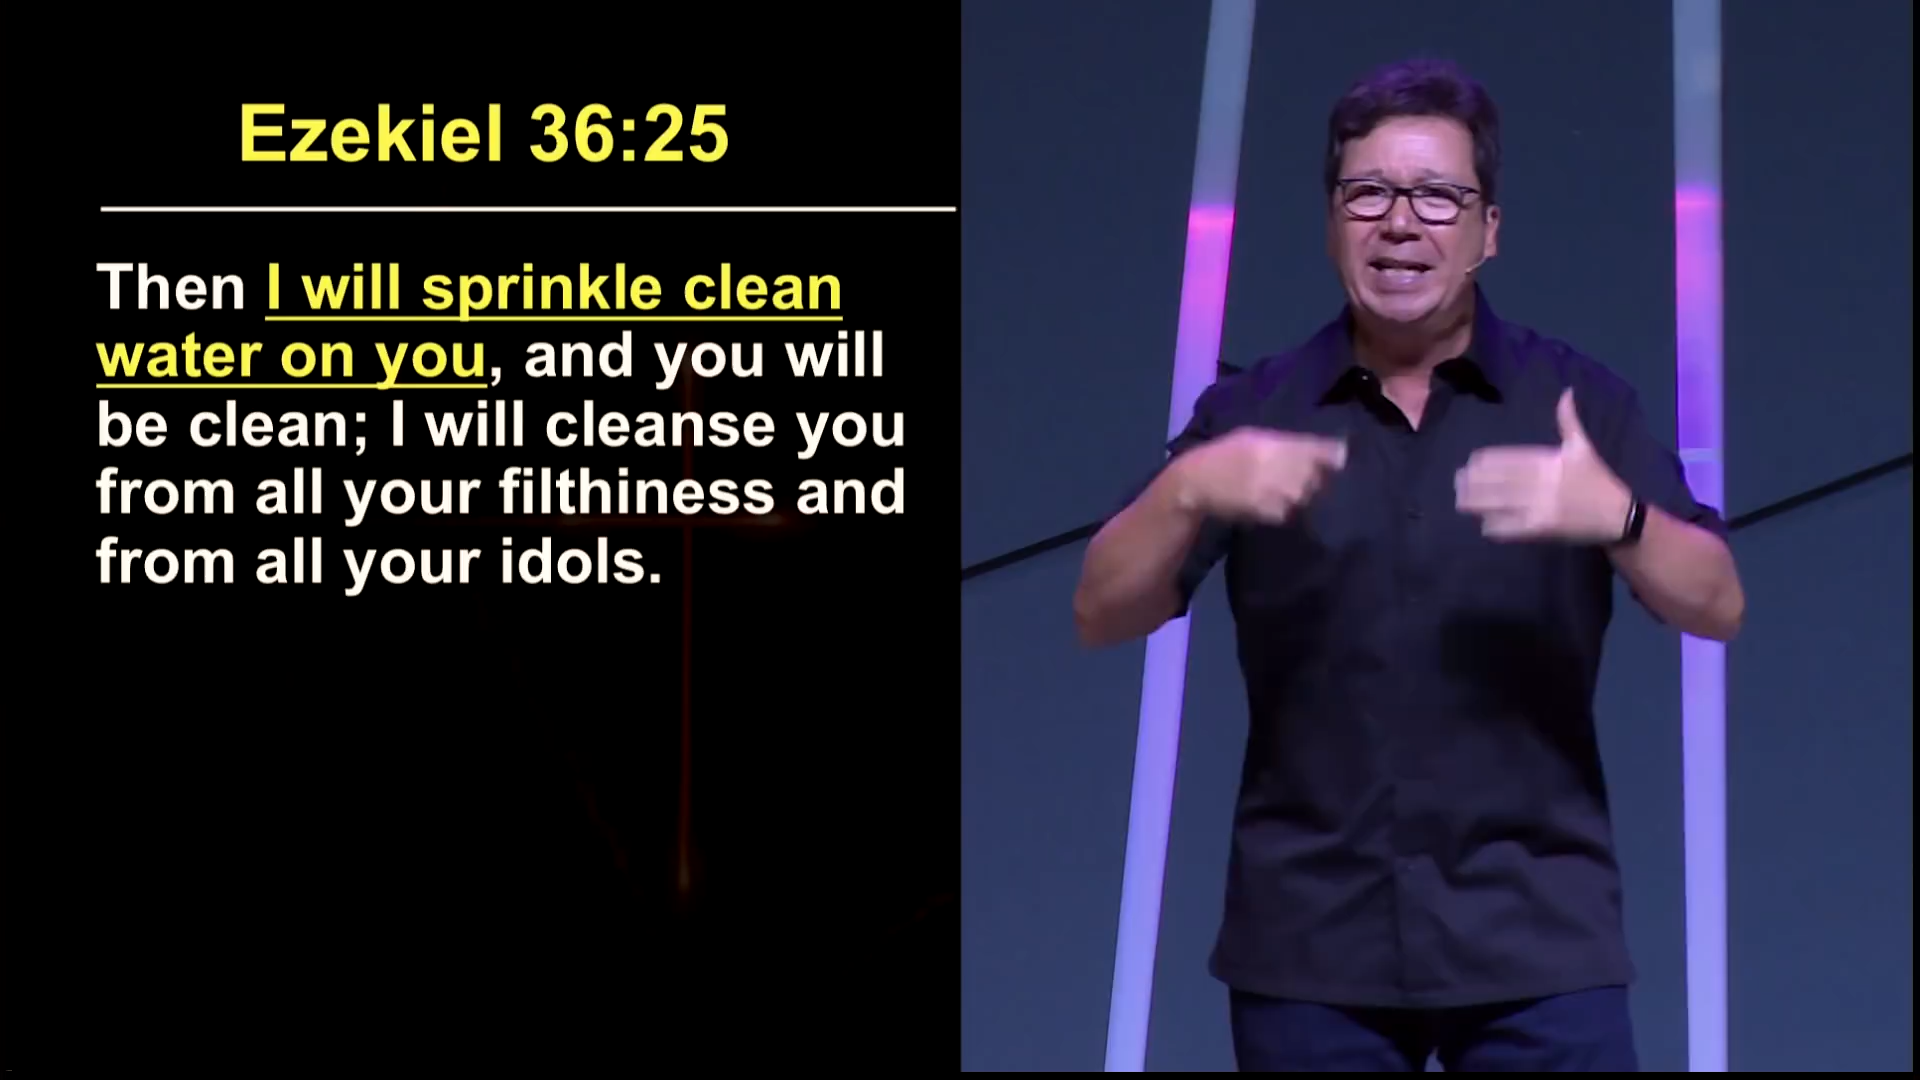 Ezekiel 36:25
Then I will sprinkle clean
water on you, and you will
be clean; I will cleanse you
from all your filthiness and
from all your idols.